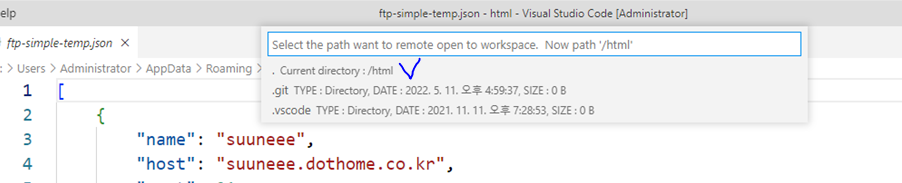 elp
ftp-simple-temp.json - html - Visual Studio Code [Administrator]
ftp-simple-temp.json ×
Select the path want to remote open to workspace. Now path '/html'
: > Users > Administrator > AppData > Roaming >
. Current directory : /html
.git TYPE : Directory, DATE : 2022. 5. 11. 오후 4:59:37, SIZE : 0 B
.vscode TYPE : Directory, DATE : 2021. 11. 11. 오후 7:28:53, SIZE : 0 B
1 [
2 {
3 "name": "suuneee",
4 "host": "suuneee.dothome.co.kr",